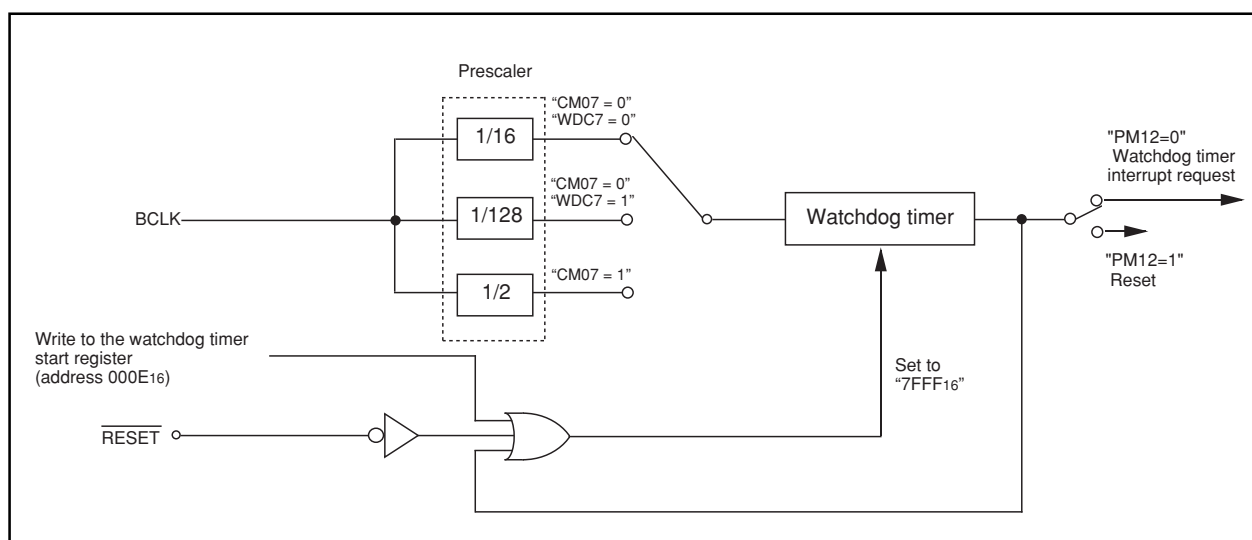 Prescaler
“CM07 = 0”
“WDC7 = 0”
1/16
"PM12=0"
Watchdog timer
interrupt request
“CM07 = 0”
“WDC7 = 1”
BCLK
1/128
Watchdog timer
“CM07 = 1”
1/2
"PM12=1"
Reset
Write to the watchdog timer
start register
(address 000E16)
Set to
“7FFF16”
RESET